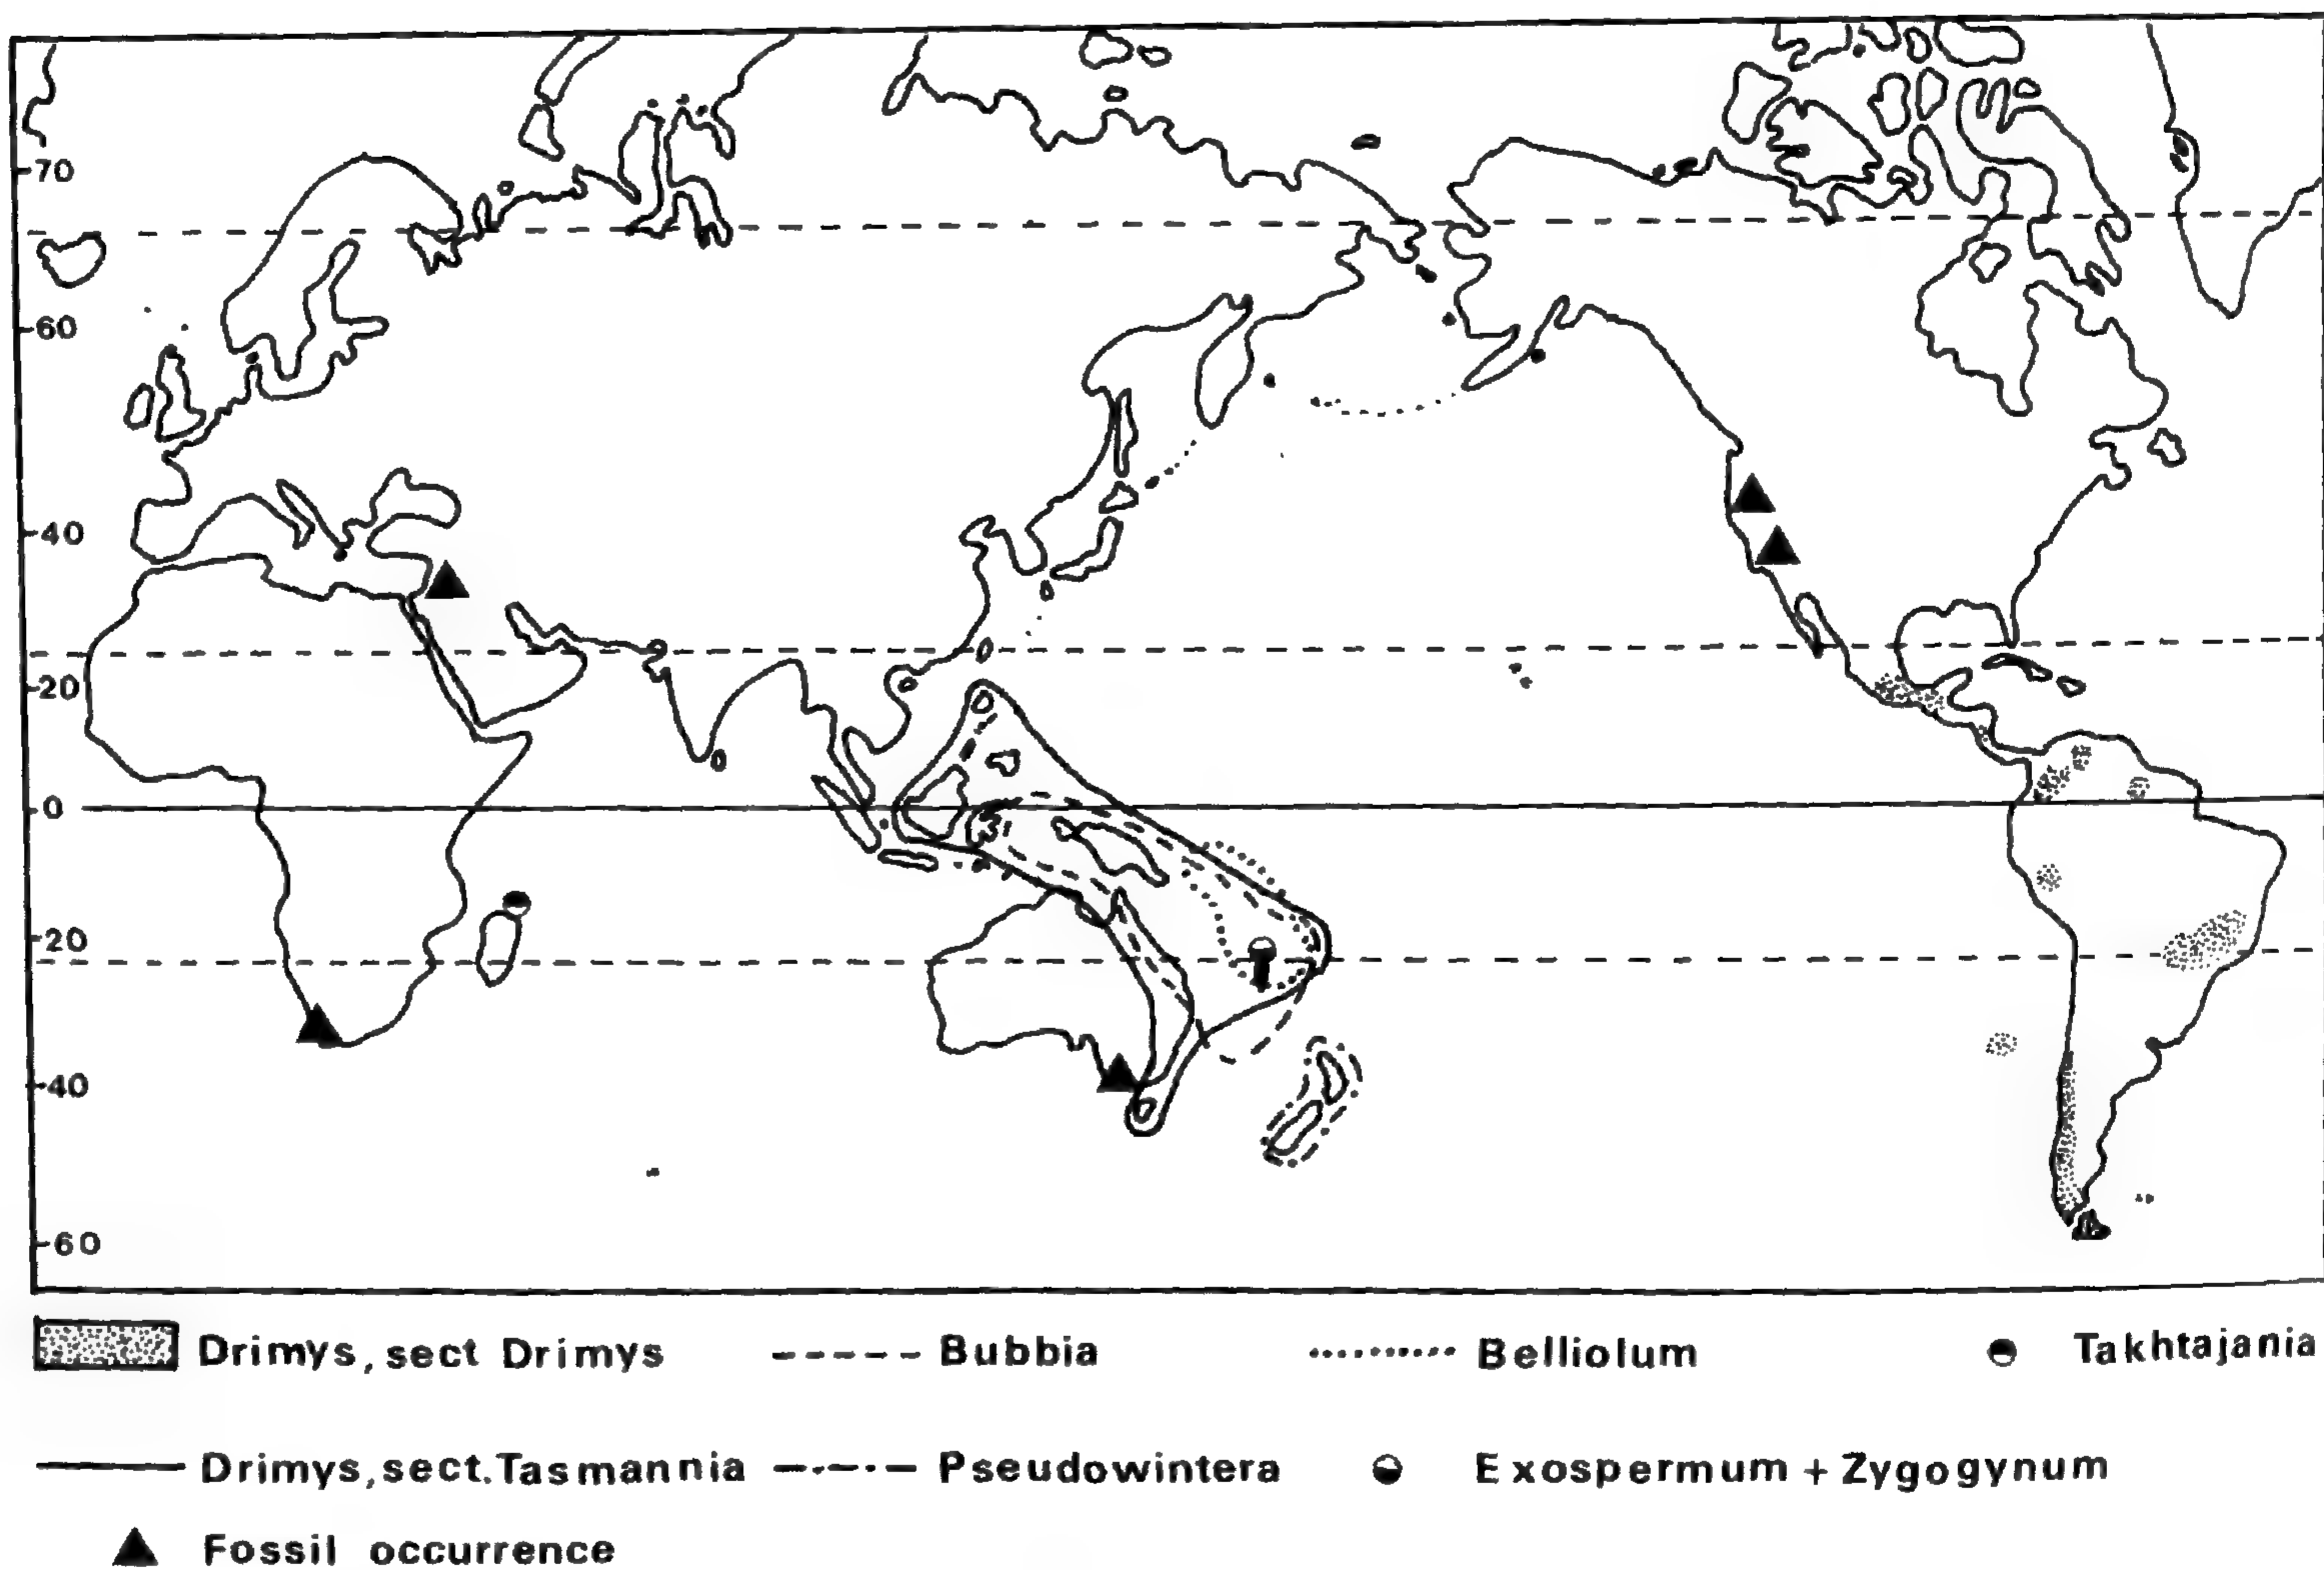 70
60
40
20
0
20
40
60
Drimys, sect Drimys
Bubbia
Belliolum
Takhtajania
Drimys, sect. Tasmannia
Pseudowintera
Exospermum + Zygogynum
Fossil occurrence